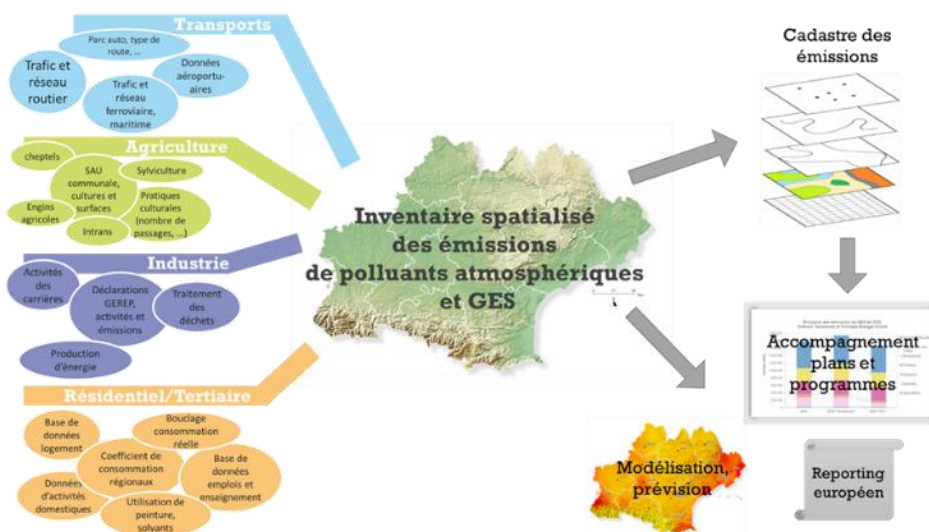 Transports
Parc auto, type de
route, ...
Trafic et
réseau
routier
Données
aéroportu-
aires
Trafic et
réseau
ferroviaire,
maritime
Agriculture
cheptels
SAU
communale,
cultures et
surfaces
Sylviculture
Engins
agricoles
Pratiques
culturales
(nombre de
passages, ...)
Intrans
Industrie
Activités
des
carrières
Déclarations
GEREP,
activités et
émissions
Traitement
des
déchets
Production
d'énergie
Résidentiel/Tertiaire
Base de
données
logement
Bouclage
consommation
réelle
Coefficient de
consommation
régionaux
Base de
données
emplois et
enseignement
Données
d'activités
domestiques
Utilisation de
peinture,
solvants
Inventaire spatialisé
des émissions
de polluants atmosphériques
et GES
Cadastre des
émissions
Accompagnement
plans et
programmes
Modélisation,
prévision
Reporting
européen